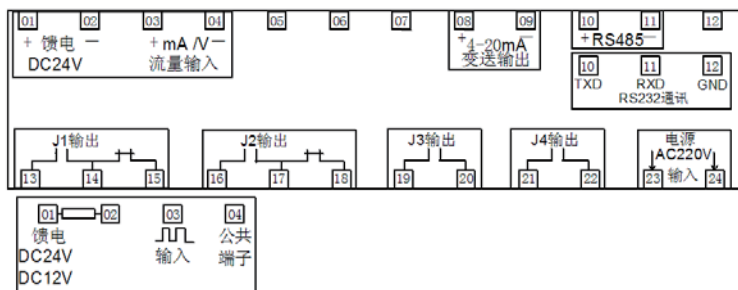 01 02 03 04 05 06 07 08 09 10 11 12
+ 馈电 − + mA /V − + 4-20mA − + RS485 −
DC24V 流量输入 变送输出
10 11 12
TXD RXD GND
RS232通讯
J1输出 J2输出 J3输出 J4输出 电源
AC220V
输入
13 14 15 16 17 18 19 20 21 22 23 24
01 02 03 04
馈电 输入 公共
DC24V 端子
DC12V